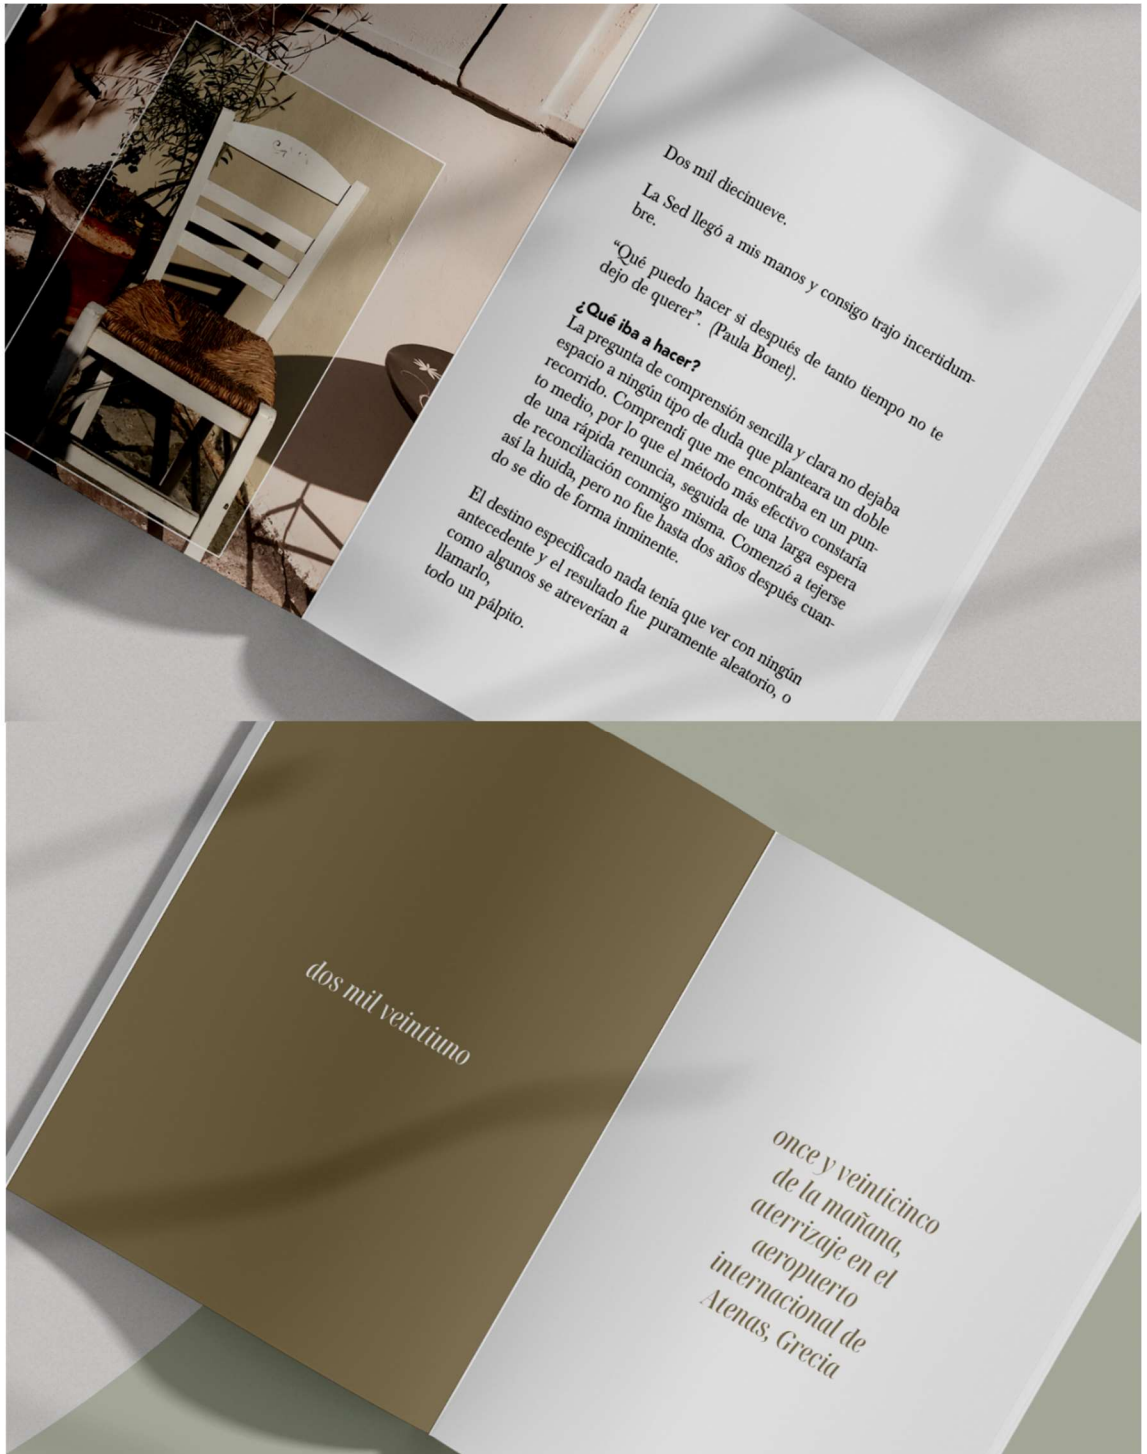 Dos mil diecinueve.
La Sed llegó a mis manos y consigo trajo incertidum-
bre.
“Qué puedo hacer si después de tanto tiempo no te
dejo de querer”. (Paula Bonet).
¿Qué iba a hacer?
La pregunta de comprensión sencilla y clara no dejaba
espacio a ningún tipo de duda que planteara un doble
recorrido. Comprendí que me encontraba en un pun-
to medio, por lo que el método más efectivo constaría
de una rápida renuncia, seguida de una larga espera
de reconciliación conmigo misma. Comenzó a tejerse
así la huida, pero no fue hasta dos años después cuan-
do se dio de forma inminente.
El destino especificado nada tenía que ver con ningún
antecedente y el resultado fue puramente aleatorio, o
como algunos se atreverían a
llamarlo,
todo un pálpito.
dos mil veintiuno
once y veinticinco
de la mañana,
aterrizaje en el
aeropuerto
internacional de
Atenas, Grecia